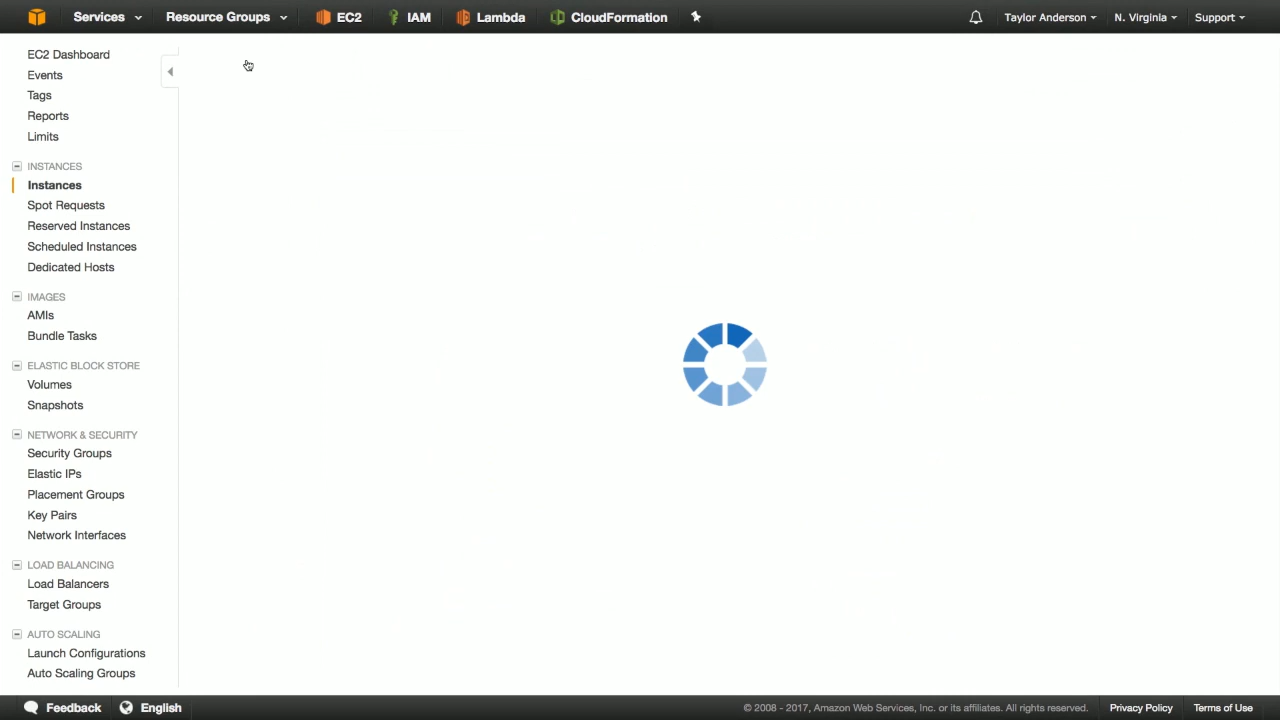 Services Resource Groups EC2 IAM Lambda CloudFormation Taylor Anderson N. Virginia Support
EC2 Dashboard
Events
Tags
Reports
Limits
INSTANCES
Instances
Spot Requests
Reserved Instances
Scheduled Instances
Dedicated Hosts
IMAGES
AMIs
Bundle Tasks
ELASTIC BLOCK STORE
Volumes
Snapshots
NETWORK & SECURITY
Security Groups
Elastic IPs
Placement Groups
Key Pairs
Network Interfaces
LOAD BALANCING
Load Balancers
Target Groups
AUTO SCALING
Launch Configurations
Auto Scaling Groups
Feedback English © 2008 - 2017, Amazon Web Services, Inc. or its affiliates. All rights reserved. Privacy Policy Terms of Use